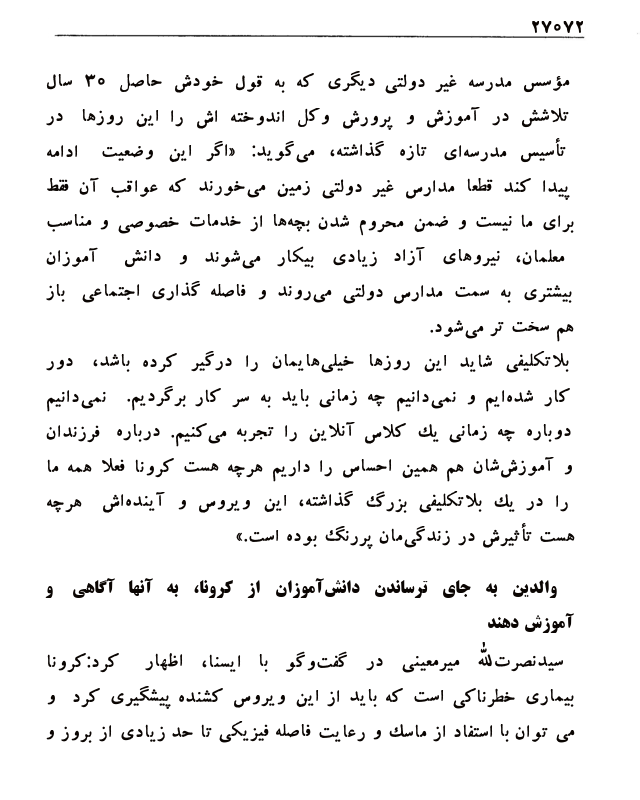 ۲۷۰۷۲
مؤسس مدرسه غیر دولتی دیگری که به قول خودش حاصل ۳۰ سال
تلاشش در آموزش و پرورش وکل اندوخته اش را این روزها در
تأسیس مدرسه‌ای تازه گذاشته، می‌گوید: «اگر این وضعیت ادامه
پیدا کند قطعا مدارس غیر دولتی زمین می‌خورند که عواقب آن فقط
برای ما نیست و ضمن محروم شدن بچه‌ها از خدمات خصوصی و مناسب
معلمان، نیروهای آزاد زیادی بیکار می‌شوند و دانش آموزان
بیشتری به سمت مدارس دولتی می‌روند و فاصله گذاری اجتماعی باز
هم سخت تر می‌شود.
بلاتکلیفی شاید این روزها خیلی‌هایمان را درگیر کرده باشد، دور
کار شده‌ایم و نمی‌دانیم چه زمانی باید به سر کار برگردیم. نمی‌دانیم
دوباره چه زمانی یك کلاس آنلاین را تجربه می‌کنیم. درباره فرزندان
و آموزش‌شان هم همین احساس را داریم هرچه هست کرونا فعلا همه ما
را در یك بلاتکلیفی بزرگ گذاشته، این ویروس و آینده‌اش هرچه
هست تأثیرش در زندگی‌مان پررنگ بوده است.»
والدین به جای ترساندن دانش‌آموزان از کرونا، به آنها آگاهی و
آموزش دهند
سیدنصرت‌الله میرمعینی در گفت‌وگو با ایسنا، اظهار کرد:کرونا
بیماری خطرناکی است که باید از این ویروس کشنده پیشگیری کرد و
می توان با استفاد از ماسك و رعایت فاصله فیزیکی تا حد زیادی از بروز و